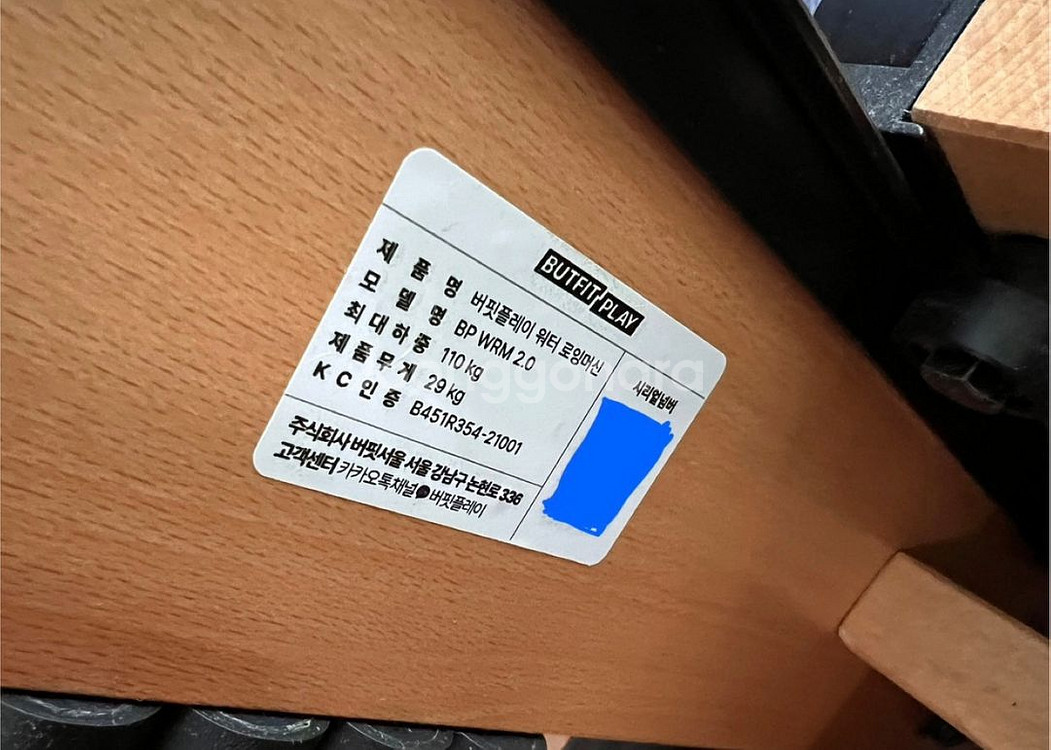 BUTFIT PLAY
제품명 버핏플레이 워터 로잉머신
모델명 BP WRM 2.0
최대하중 110 kg
제품무게 29 kg
KC인증 B451R354-21001
시리얼넘버
주식회사 버핏서울 서울 강남구 논현로 336
고객센터 카카오톡채널 버핏플레이